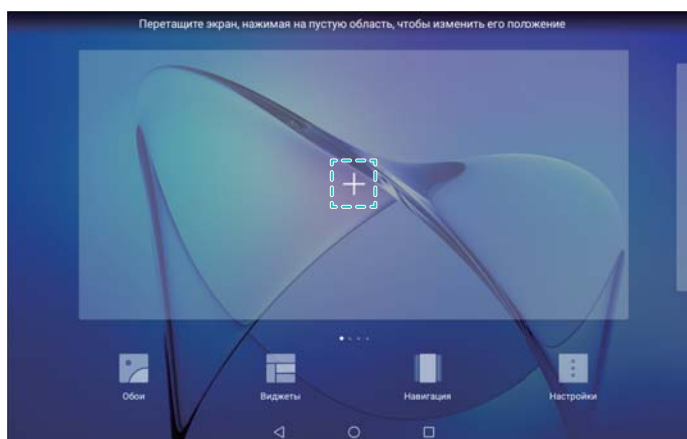 Перетащите экран, нажимая на пустую область, чтобы изменить его положение
Обои
Виджеты
Навигация
Настройки